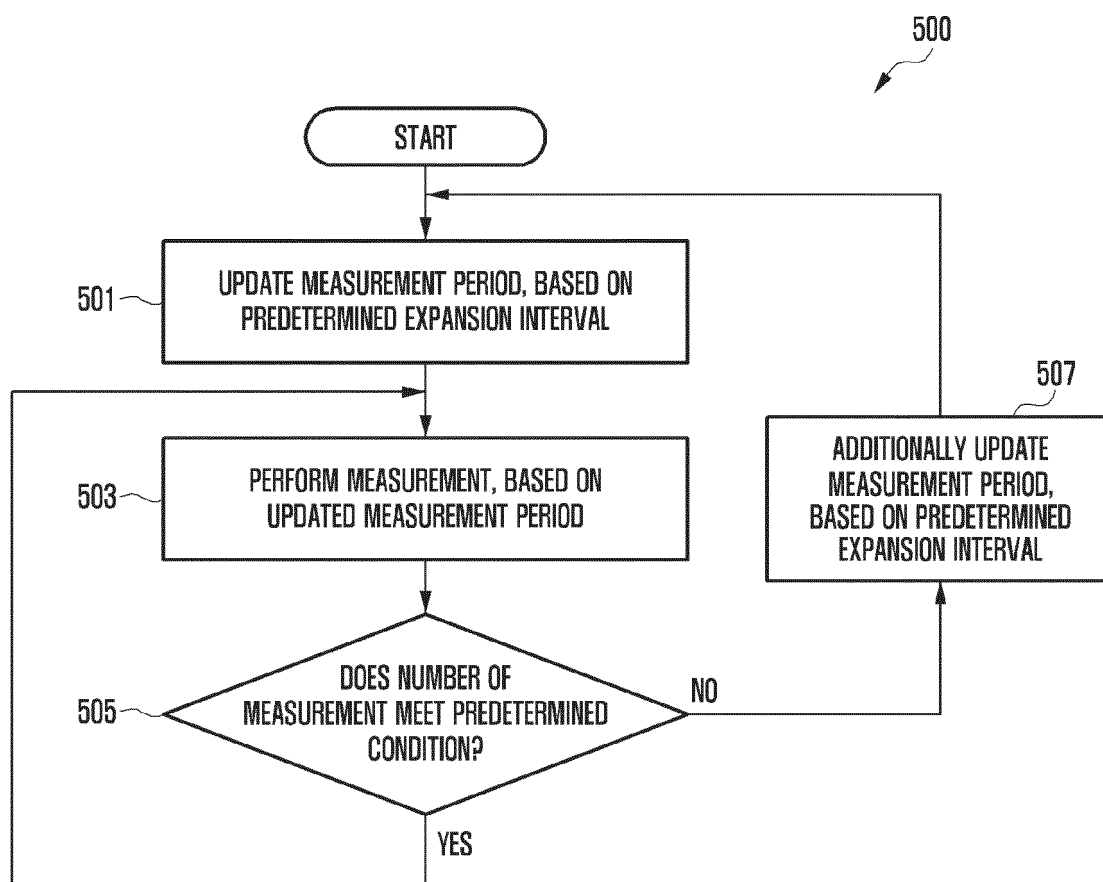 500
START
501
UPDATE MEASUREMENT PERIOD, BASED ON
PREDETERMINED EXPANSION INTERVAL
507
ADDITIONALLY UPDATE
MEASUREMENT PERIOD,
BASED ON PREDETERMINED
EXPANSION INTERVAL
503
PERFORM MEASUREMENT, BASED ON
UPDATED MEASUREMENT PERIOD
505
DOES NUMBER OF
MEASUREMENT MEET PREDETERMINED
CONDITION?
NO
YES